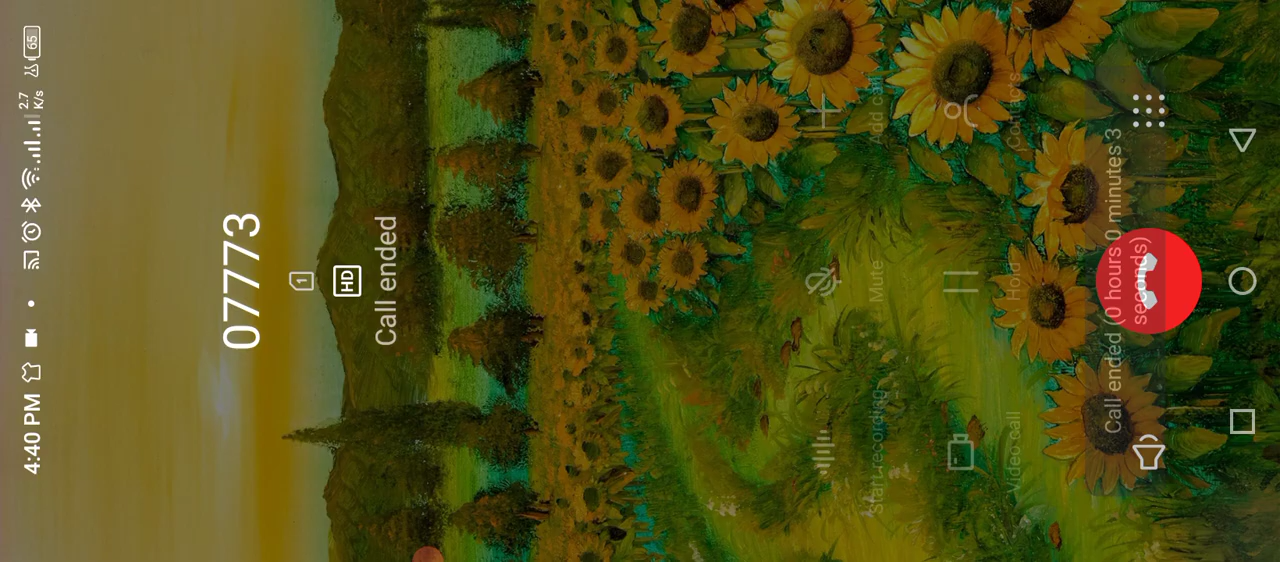 4:40 PM
2.7
K/s
65
07773
1
HD
Call ended
Start recording
Mute
Add call
Video call
Hold
Contacts
Call ended (0 hours 0 minutes 3
seconds)